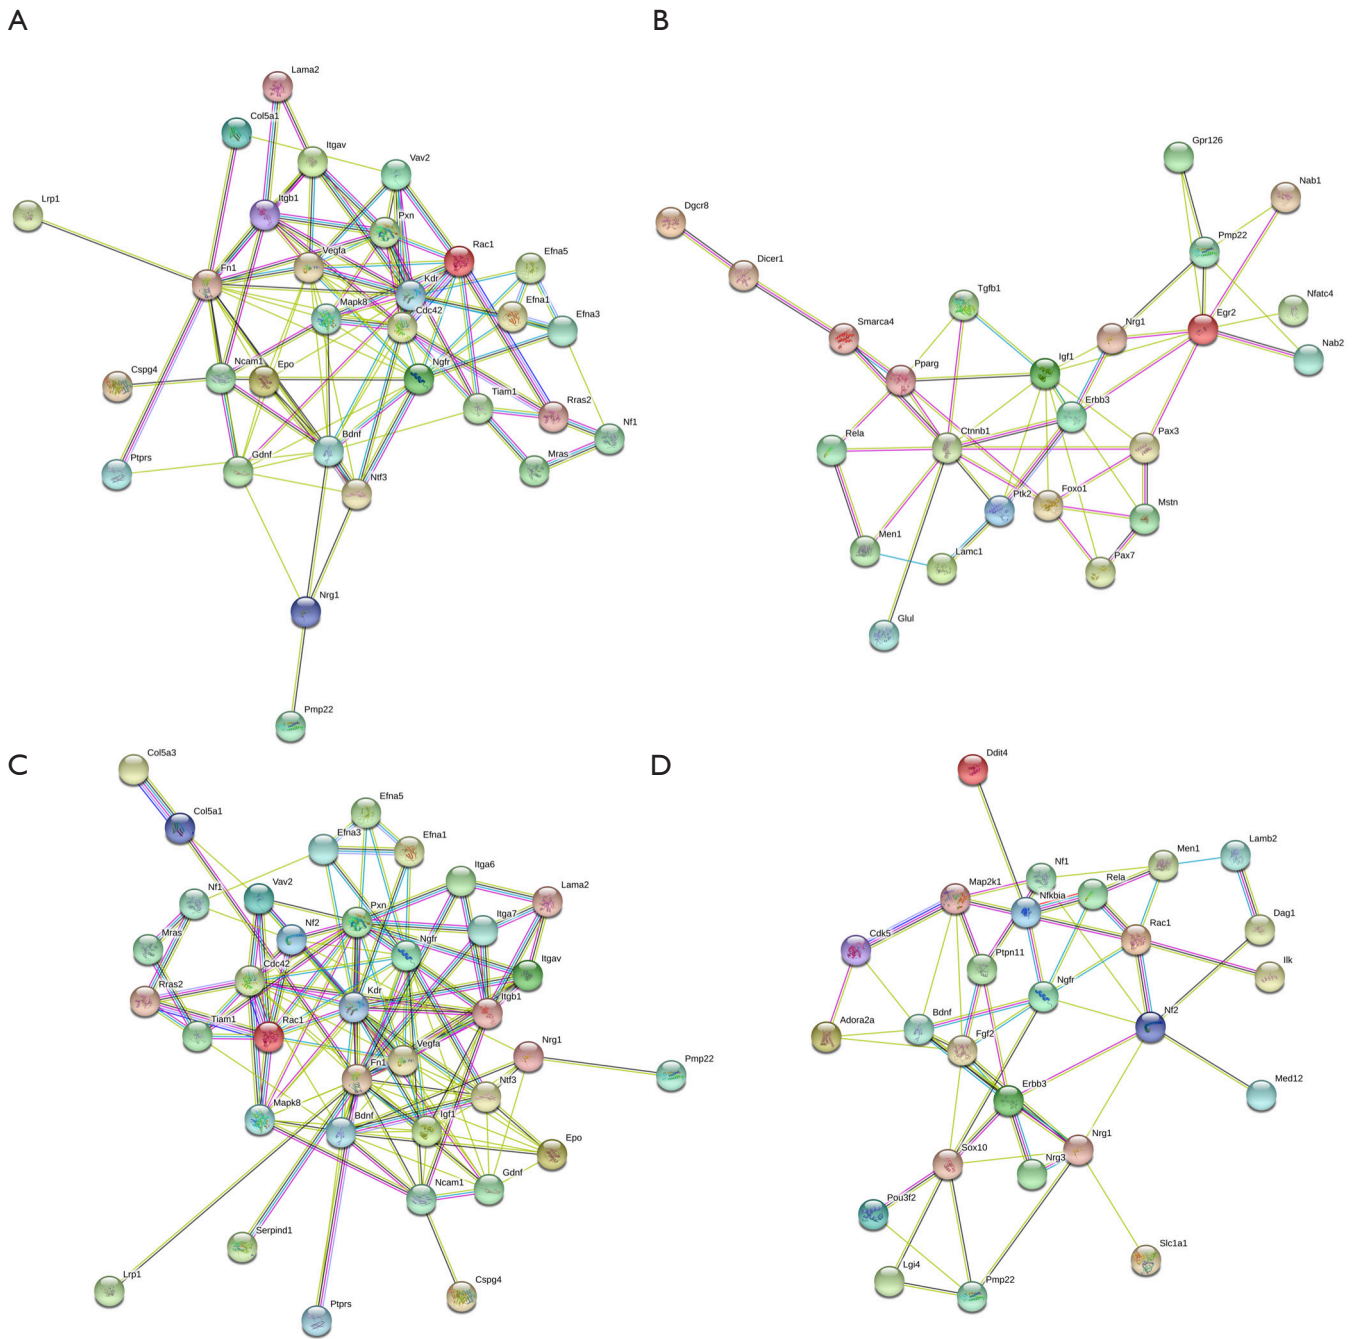 A
Lama2
Col5a1
Itgav
Vav2
Lrp1
Itgb1
Pxn
Rac1
Efna5
Vegfa
Fn1
Kdr
Mapk8
Cdc42
Efna1
Efna3
Ncam1
Epo
Ngfr
Cspg4
Tiam1
Rras2
Nf1
Bdnf
Ptprs
Gdnf
Mras
Ntf3
Nrg1
Pmp22
B
Gpr126
Nab1
Dgcr8
Pmp22
Dicer1
Tgfb1
Nfatc4
Egr2
Smarca4
Nrg1
Nab2
Igf1
Pparg
Erbb3
Ctnnb1
Pax3
Rela
Foxo1
Ptk2
Mstn
Men1
Lamc1
Pax7
Glul
C
Col5a3
Col5a1
Efna5
Efna3
Efna1
Itga6
Nf1
Vav2
Lama2
Pxn
Nf2
Itga7
Mras
Ngfr
Cdc42
Itgav
Rras2
Kdr
Itgb1
Tiam1
Rac1
Nrg1
Vegfa
Pmp22
Fn1
Ntf3
Mapk8
Bdnf
Igf1
Epo
Gdnf
Ncam1
Serpind1
Lrp1
Cspg4
Ptprs
D
Ddit4
Lamb2
Nf1
Men1
Map2k1
Nfkbia
Rela
Rac1
Dag1
Cdk5
Ptpn11
Ilk
Ngfr
Nf2
Adora2a
Bdnf
Fgf2
Erbb3
Med12
Sox10
Nrg1
Nrg3
Pou3f2
Slc1a1
Lgi4
Pmp22